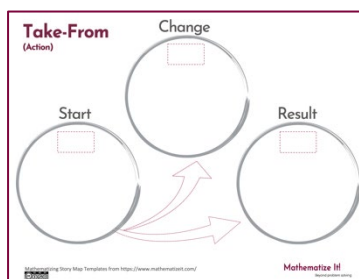 Take-From
(Action)
Change
Start
Result
Mathematizing Story Map Templates from https://www.mathematizeit.com/
Mathematize It!